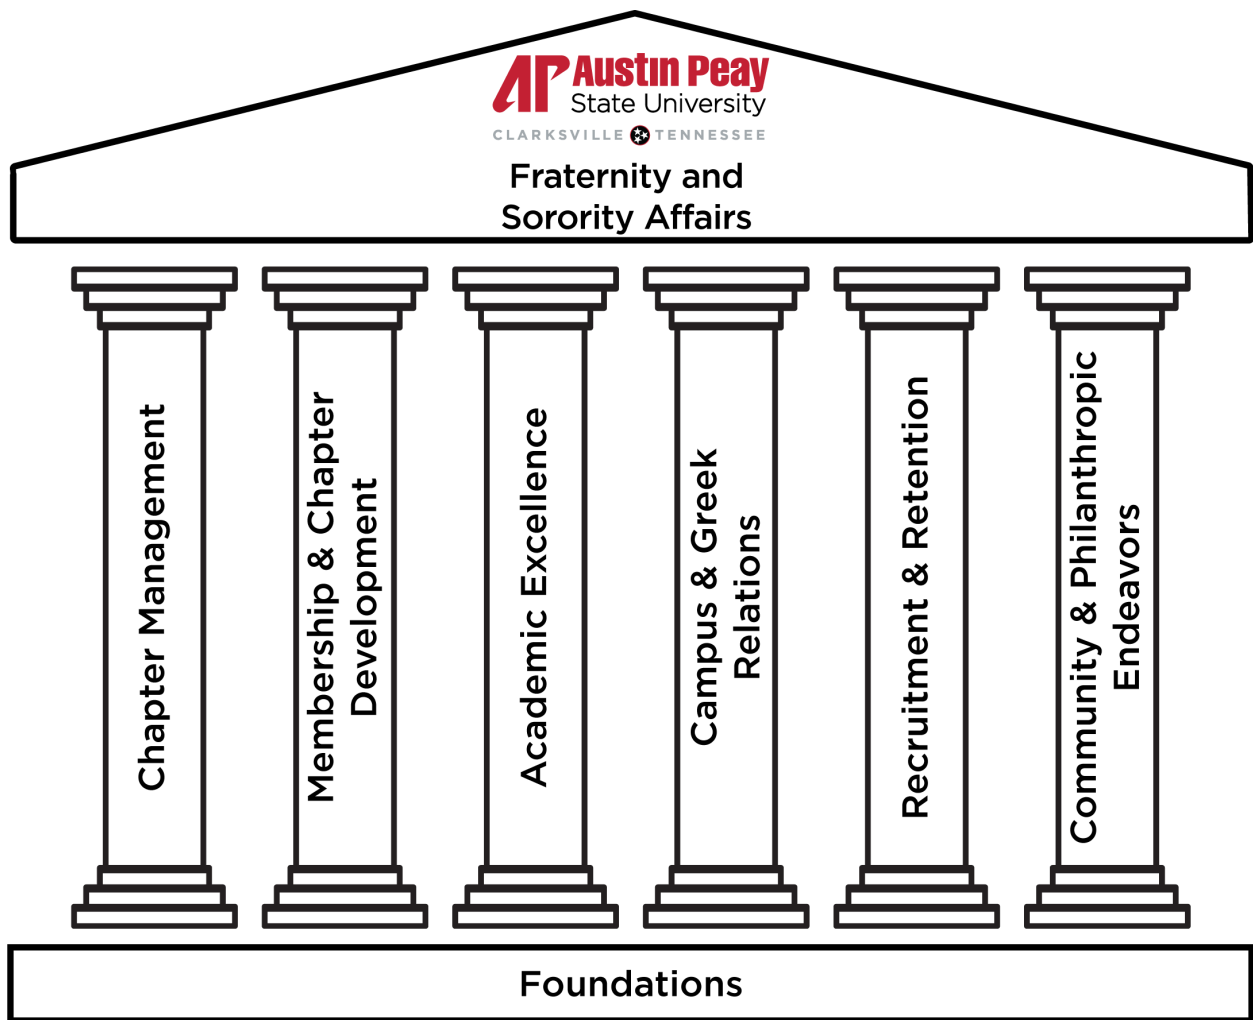 AP Austin Peay
State University
CLARKSVILLE TENNESSEE
Fraternity and
Sorority Affairs
Chapter Management
Membership & Chapter
Development
Academic Excellence
Campus & Greek
Relations
Recruitment & Retention
Community & Philanthropic
Endeavors
Foundations